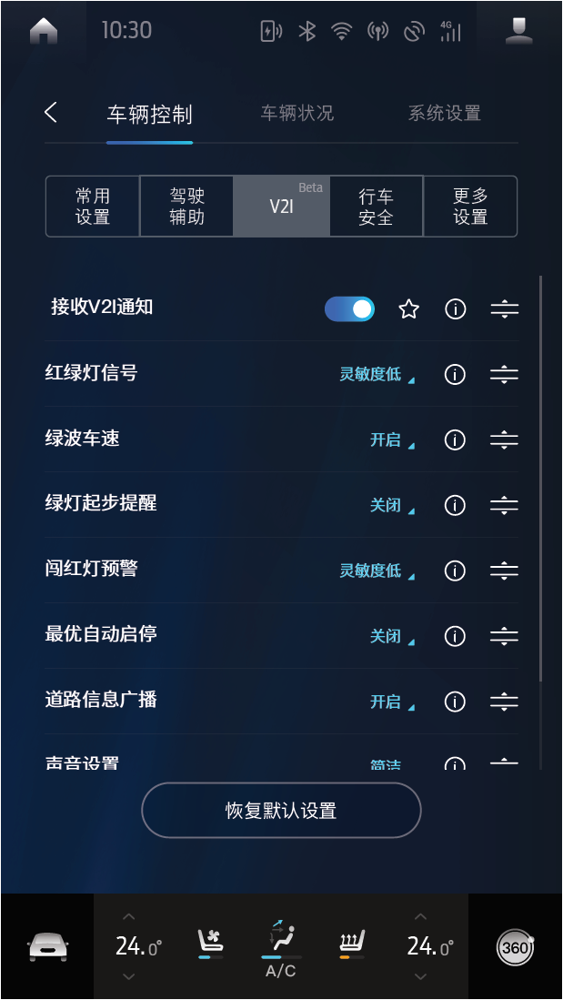 10:30
4G
车辆控制
车辆状况
系统设置
常用
设置
驾驶
辅助
V2I
Beta
行车
安全
更多
设置
接收V2I通知
红绿灯信号
灵敏度低
绿波车速
开启
绿灯起步提醒
关闭
闯红灯预警
灵敏度低
最优自动启停
关闭
道路信息广播
开启
声音设置
简洁
恢复默认设置
24.0°
A/C
24.0°
360